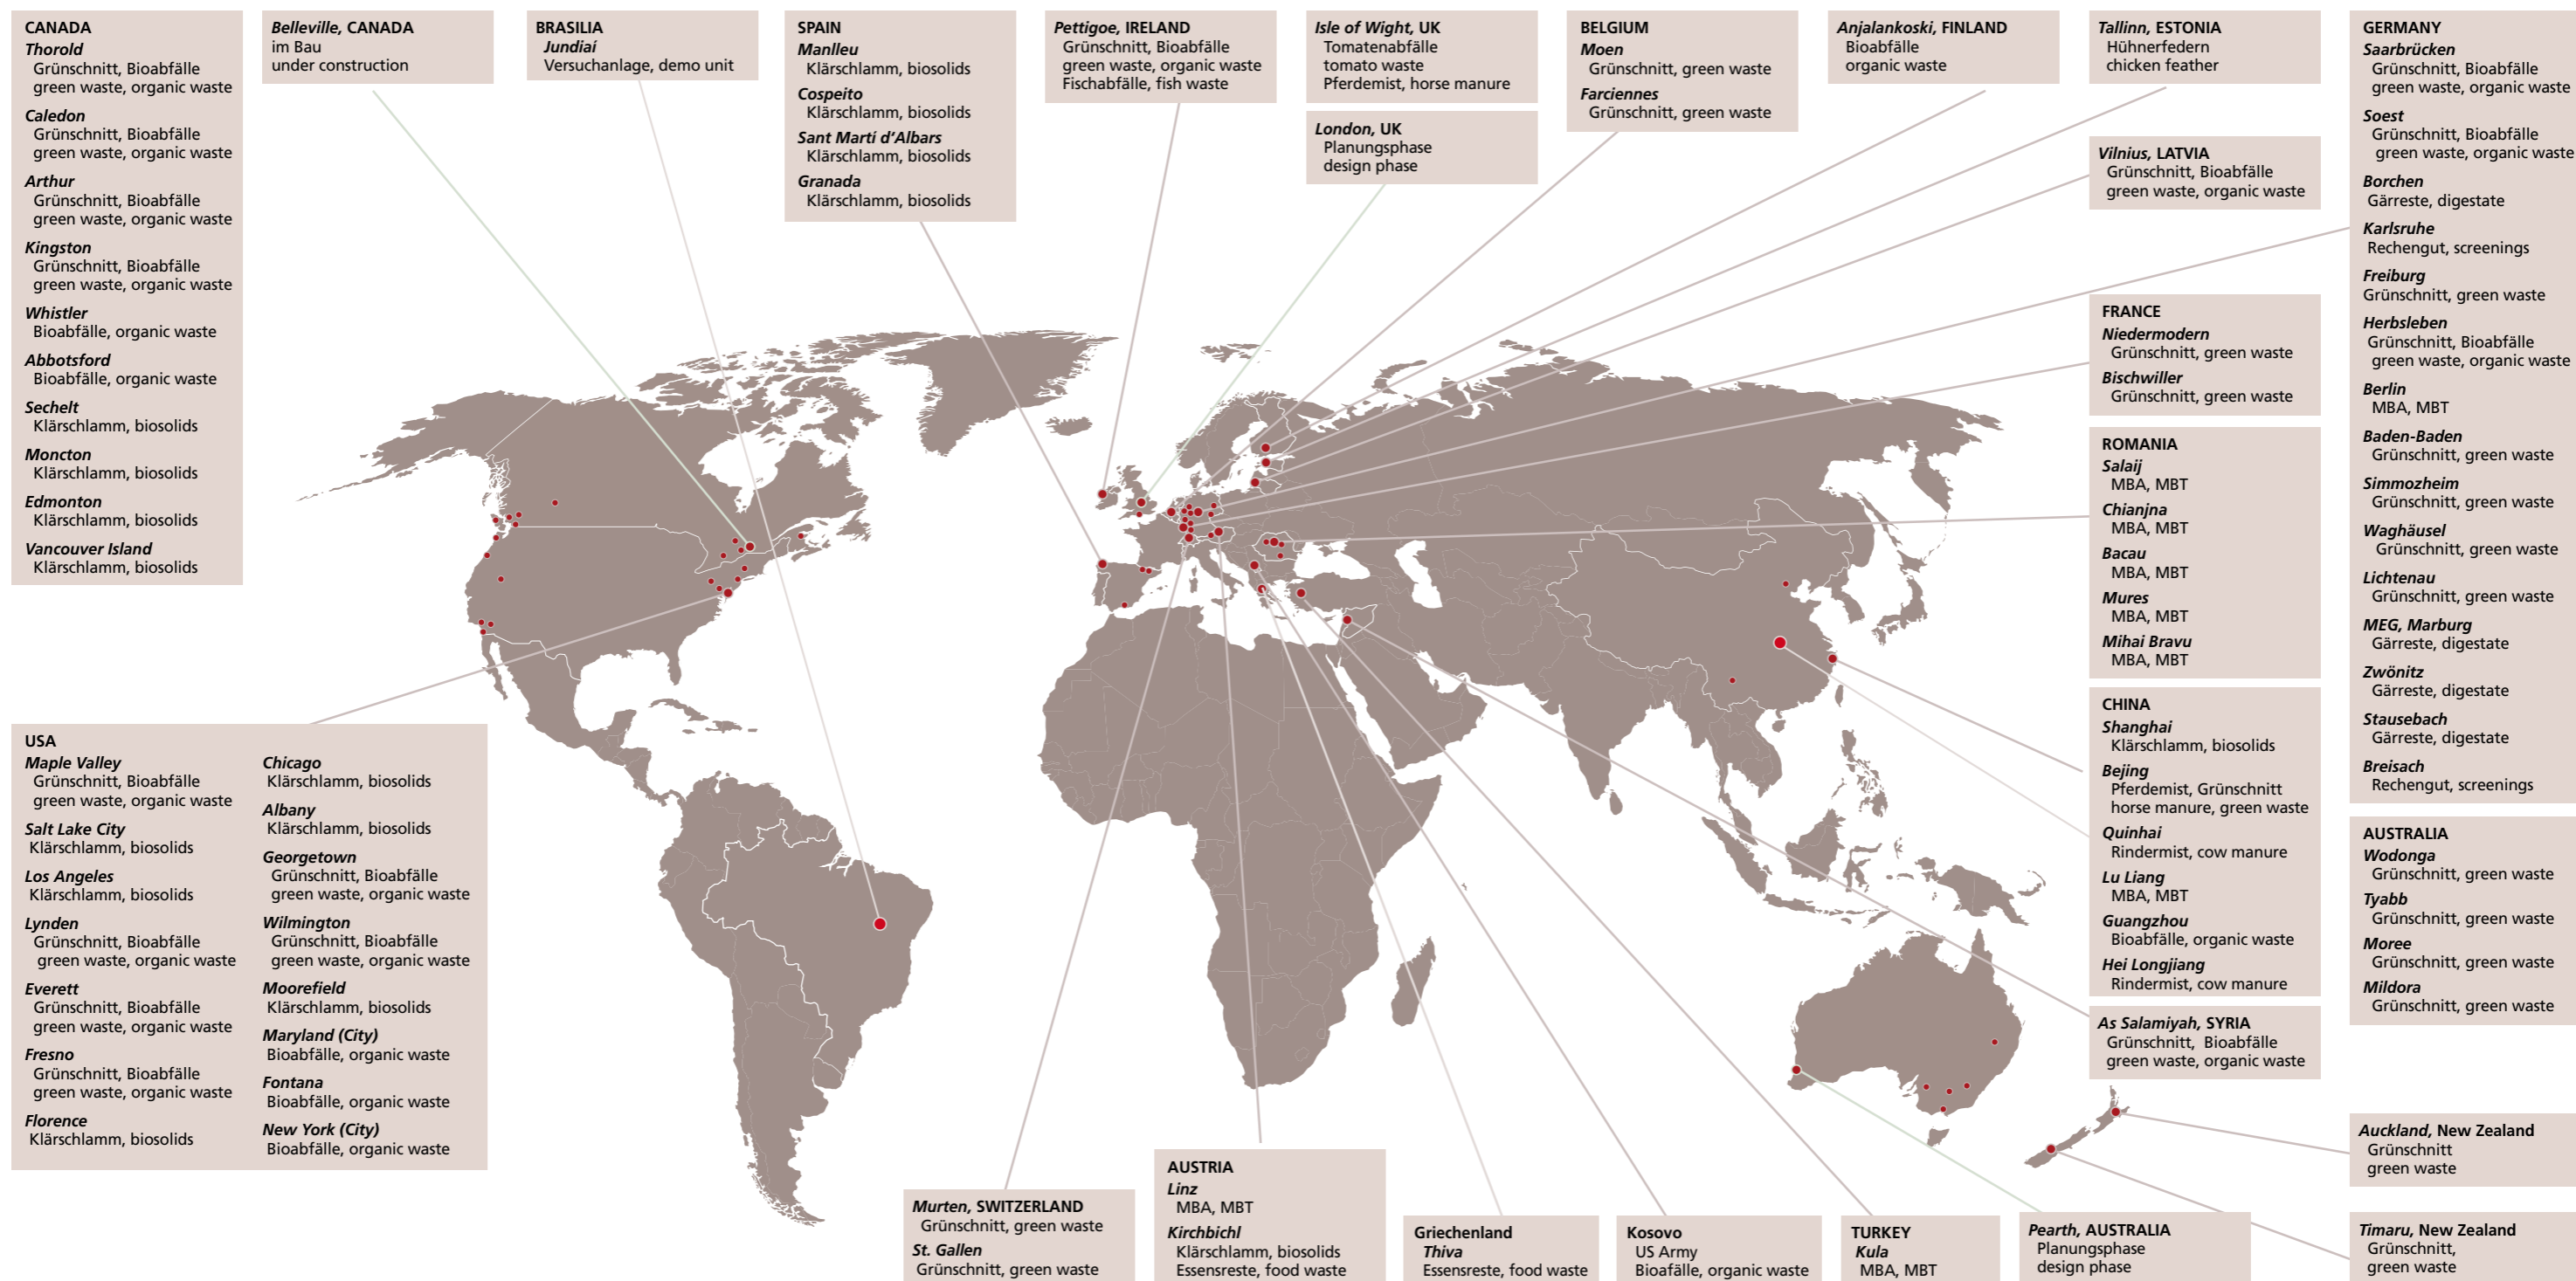 CANADA
Thorold
Grünschnitt, Bioabfälle
green waste, organic waste
Caledon
Grünschnitt, Bioabfälle
green waste, organic waste
Arthur
Grünschnitt, Bioabfälle
green waste, organic waste
Kingston
Grünschnitt, Bioabfälle
green waste, organic waste
Whistler
Bioabfälle, organic waste
Abbotsford
Bioabfälle, organic waste
Sechelt
Klärschlamm, biosolids
Moncton
Klärschlamm, biosolids
Edmonton
Klärschlamm, biosolids
Vancouver Island
Klärschlamm, biosolids
Belleville, CANADA
im Bau
under construction
BRASILIA
Jundiai
Versuchanlage, demo unit
SPAIN
Manlleu
Klärschlamm, biosolids
Cospeito
Klärschlamm, biosolids
Sant Martí d'Albars
Klärschlamm, biosolids
Granada
Klärschlamm, biosolids
Pettigoe, IRELAND
Grünschnitt, Bioabfälle
green waste, organic waste
Fischabfälle, fish waste
Isle of Wight, UK
Tomatenabfälle
tomato waste
Pferdemist, horse manure
London, UK
Planungsphase
design phase
BELGIUM
Moen
Grünschnitt, green waste
Farciennes
Grünschnitt, green waste
Anjalankoski, FINLAND
Bioabfälle
organic waste
Tallinn, ESTONIA
Hühnerfedern
chicken feather
Vilnius, LATVIA
Grünschnitt, Bioabfälle
green waste, organic waste
FRANCE
Niedermodern
Grünschnitt, green waste
Bischwiller
Grünschnitt, green waste
ROMANIA
Salaij
MBA, MBT
Chianjna
MBA, MBT
Bacau
MBA, MBT
Mures
MBA, MBT
Mihai Bravu
MBA, MBT
CHINA
Shanghai
Klärschlamm, biosolids
Bejing
Pferdemist, Grünschnitt
horse manure, green waste
Quinhai
Rindermist, cow manure
Lu Liang
MBA, MBT
Guangzhou
Bioabfälle, organic waste
Hei Longjiang
Rindermist, cow manure
As Salamiyah, SYRIA
Grünschnitt, Bioabfälle
green waste, organic waste
GERMANY
Saarbrücken
Grünschnitt, Bioabfälle
green waste, organic waste
Soest
Grünschnitt, Bioabfälle
green waste, organic waste
Borchen
Gärreste, digestate
Karlsruhe
Rechengut, screenings
Freiburg
Grünschnitt, green waste
Herbsleben
Grünschnitt, Bioabfälle
green waste, organic waste
Berlin
MBA, MBT
Baden-Baden
Grünschnitt, green waste
Simmozheim
Grünschnitt, green waste
Waghäusel
Grünschnitt, green waste
Lichtenau
Grünschnitt, green waste
MEG, Marburg
Gärreste, digestate
Zwönitz
Gärreste, digestate
Stausebach
Gärreste, digestate
Breisach
Rechengut, screenings
AUSTRALIA
Wodonga
Grünschnitt, green waste
Tyabb
Grünschnitt, green waste
Moree
Grünschnitt, green waste
Mildora
Grünschnitt, green waste
Auckland, New Zealand
Grünschnitt
green waste
Timaru, New Zealand
Grünschnitt,
green waste
USA
Maple Valley
Grünschnitt, Bioabfälle
green waste, organic waste
Salt Lake City
Klärschlamm, biosolids
Los Angeles
Klärschlamm, biosolids
Lynden
Grünschnitt, Bioabfälle
green waste, organic waste
Everett
Grünschnitt, Bioabfälle
green waste, organic waste
Fresno
Grünschnitt, Bioabfälle
green waste, organic waste
Florence
Klärschlamm, biosolids
Chicago
Klärschlamm, biosolids
Albany
Klärschlamm, biosolids
Georgetown
Grünschnitt, Bioabfälle
green waste, organic waste
Wilmington
Grünschnitt, Bioabfälle
green waste, organic waste
Moorefield
Klärschlamm, biosolids
Maryland (City)
Bioabfälle, organic waste
Fontana
Bioabfälle, organic waste
New York (City)
Bioabfälle, organic waste
Murten, SWITZERLAND
Grünschnitt, green waste
St. Gallen
Grünschnitt, green waste
AUSTRIA
Linz
MBA, MBT
Kirchbichl
Klärschlamm, biosolids
Essensreste, food waste
Griechenland
Thiva
Essensreste, food waste
Kosovo
US Army
Bioafälle, organic waste
TURKEY
Kula
MBA, MBT
Pearth, AUSTRALIA
Planungsphase
design phase